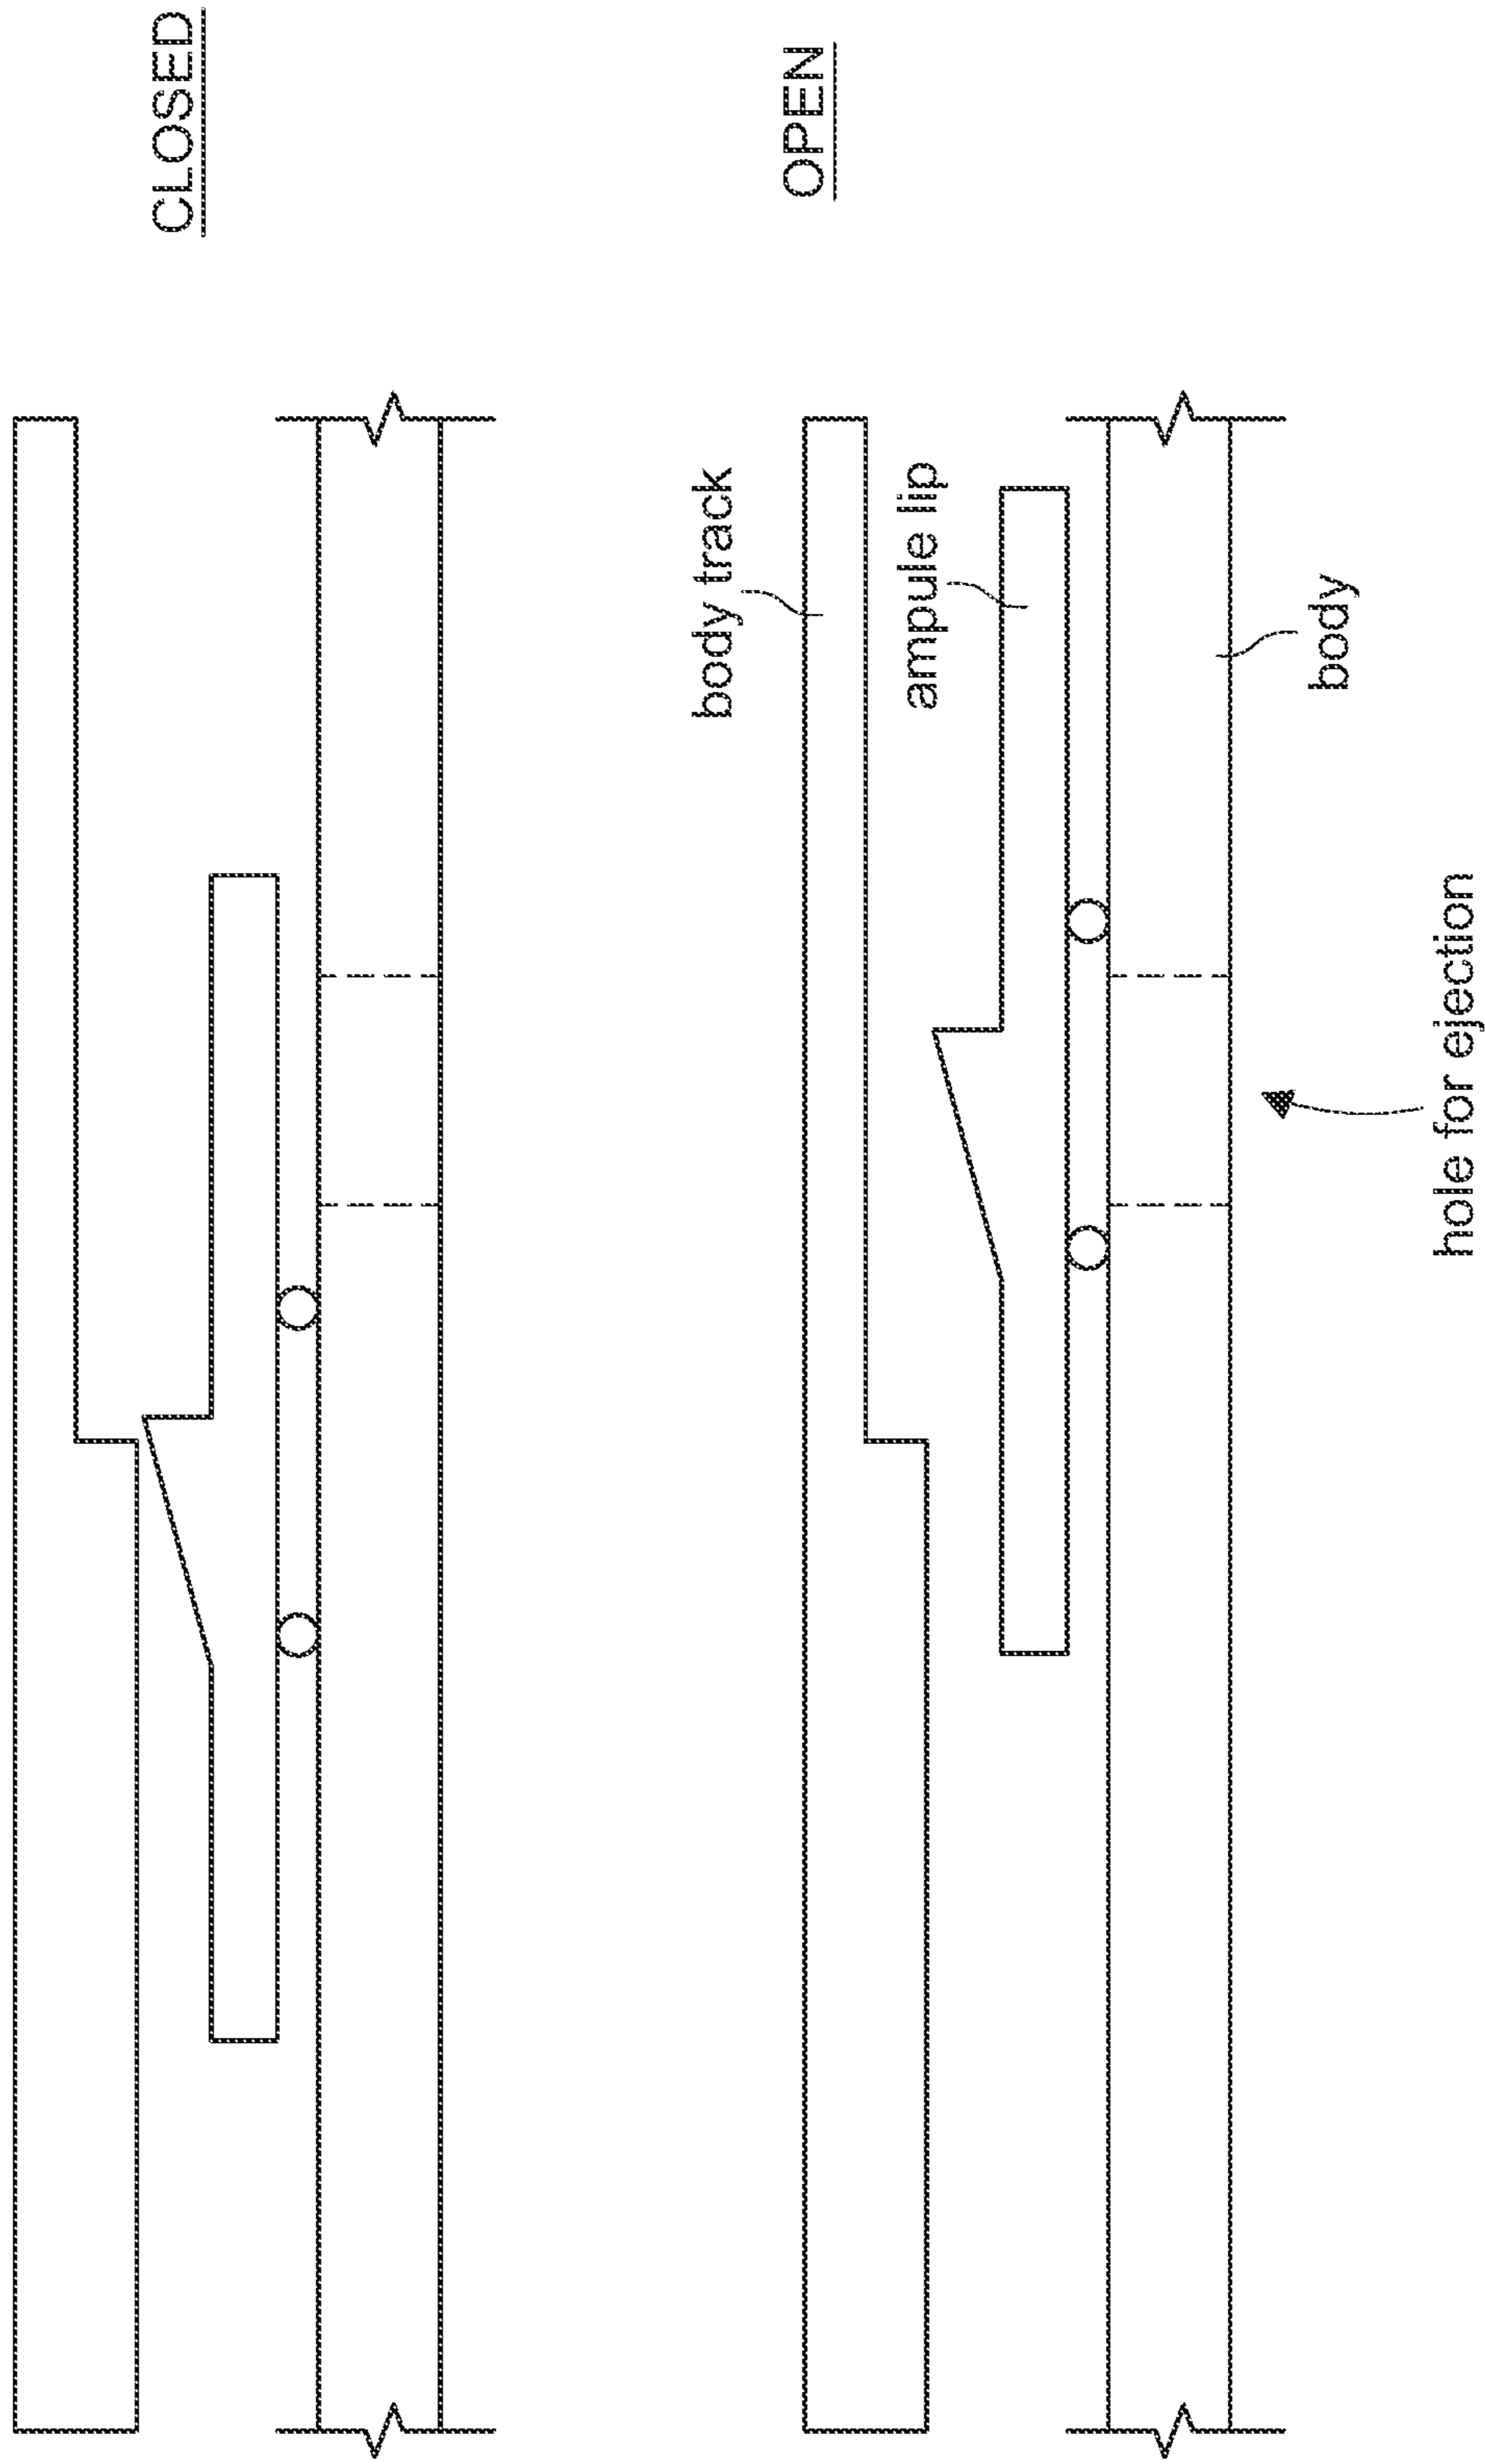 CLOSED
OPEN
body track
ampule lip
body
hole for ejection